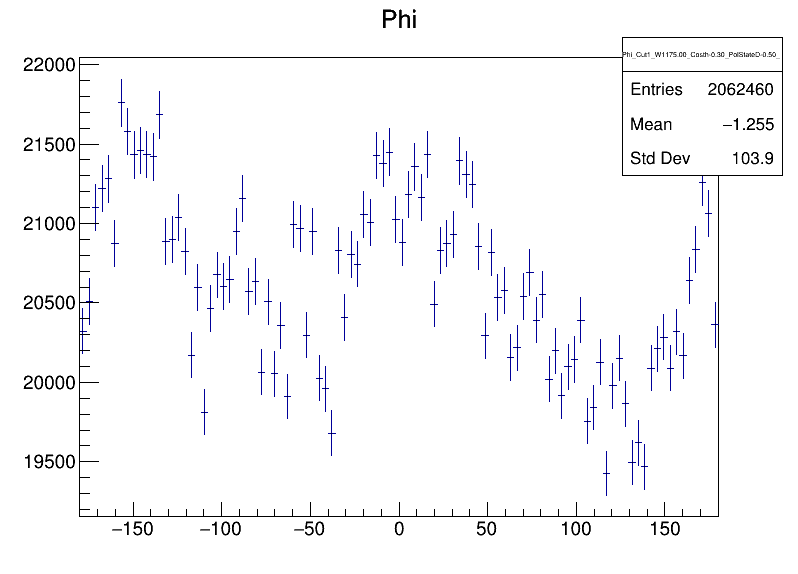 Phi
Phi_Cut1_W1175.00_Costh-0.30_PolStateD-0.50_
Entries 2062460
Mean −1.255
Std Dev 103.9
22000
21500
21000
20500
20000
19500
−150 −100 −50 0 50 100 150